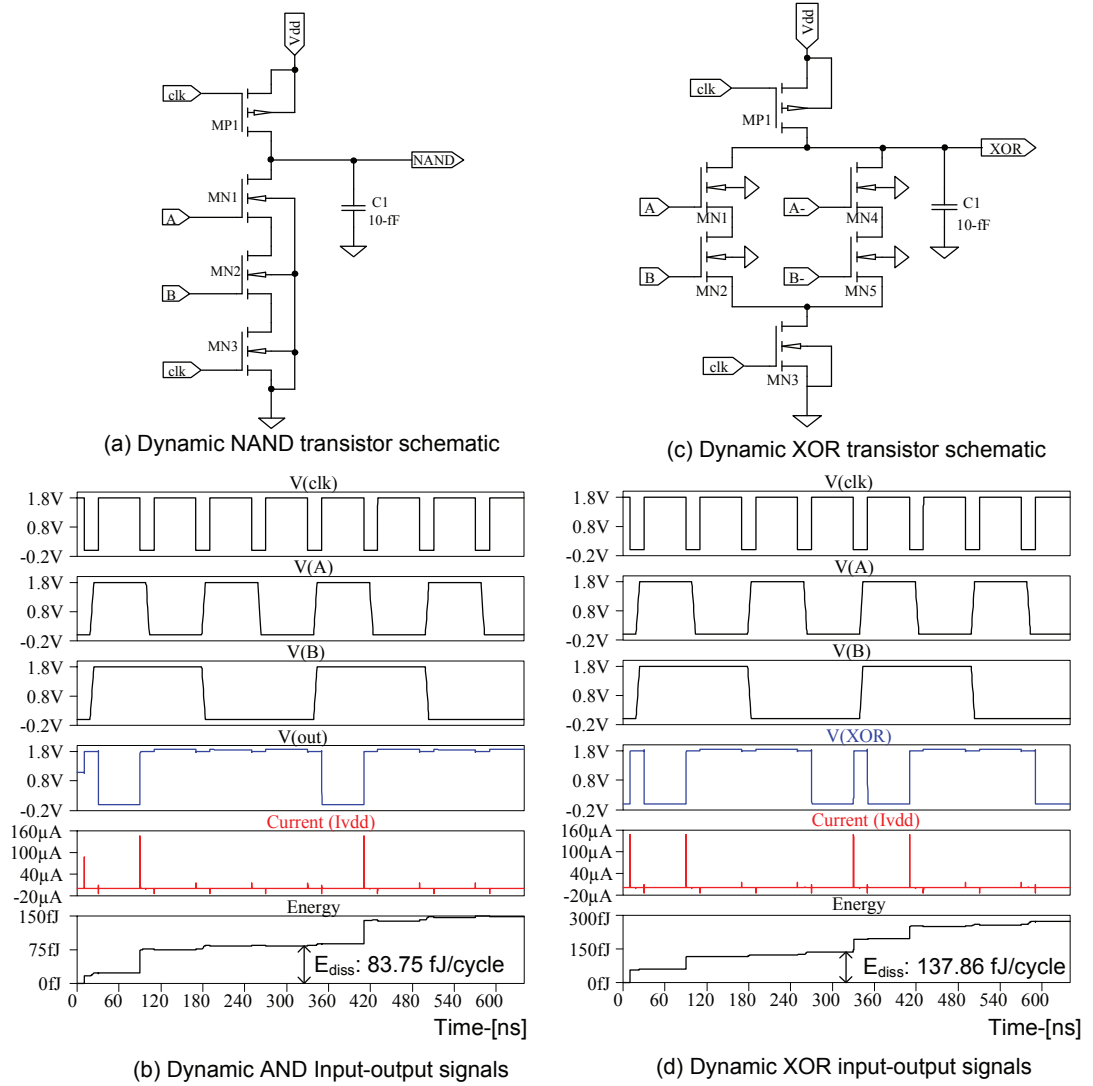 Vdd
clk
MP1
NAND
MN1
C1
10-fF
A
MN2
B
MN3
clk
(a) Dynamic NAND transistor schematic
Vdd
clk
MP1
XOR
A
MN1
A-
MN4
C1
10-fF
B
MN2
B-
MN5
clk
MN3
(c) Dynamic XOR transistor schematic
V(clk)
1.8V
0.8V
-0.2V
V(A)
1.8V
0.8V
-0.2V
V(B)
1.8V
0.8V
-0.2V
V(out)
1.8V
0.8V
-0.2V
Current (Ivdd)
160µA
100µA
40µA
-20µA
Energy
150fJ
75fJ
0fJ
Ediss: 83.75 fJ/cycle
60 120 180 240 300 360 420 480 540 600
Time-[ns]
(b) Dynamic AND Input-output signals
V(clk)
1.8V
0.8V
-0.2V
V(A)
1.8V
0.8V
-0.2V
V(B)
1.8V
0.8V
-0.2V
V(XOR)
1.8V
0.8V
-0.2V
Current (Ivdd)
160µA
100µA
40µA
-20µA
Energy
300fJ
150fJ
0fJ
Ediss: 137.86 fJ/cycle
0 60 120 180 240 300 360 420 480 540 600
Time-[ns]
(d) Dynamic XOR input-output signals